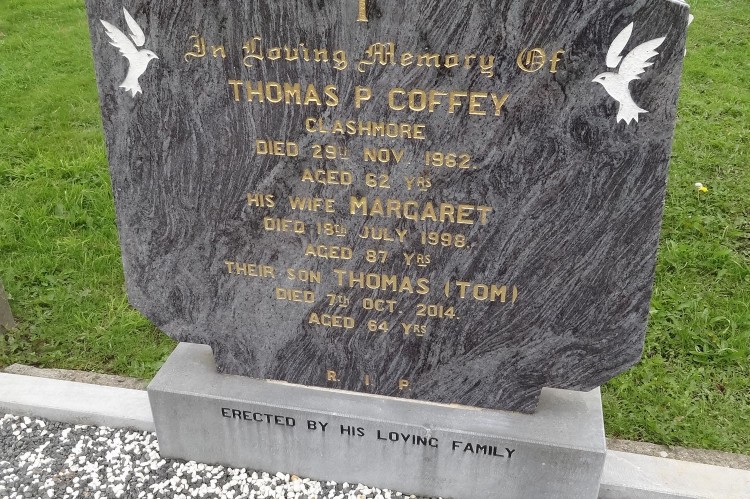 In Loving Memory Of
THOMAS P COFFEY
CLASHMORE
DIED 29TH NOV. 1962.
AGED 62 YRS
HIS WIFE MARGARET
DIED 18TH JULY 1998.
AGED 87 YRS
THEIR SON THOMAS (TOM)
DIED 7TH OCT. 2014.
AGED 64 YRS
R. I. P.
ERECTED BY HIS LOVING FAMILY